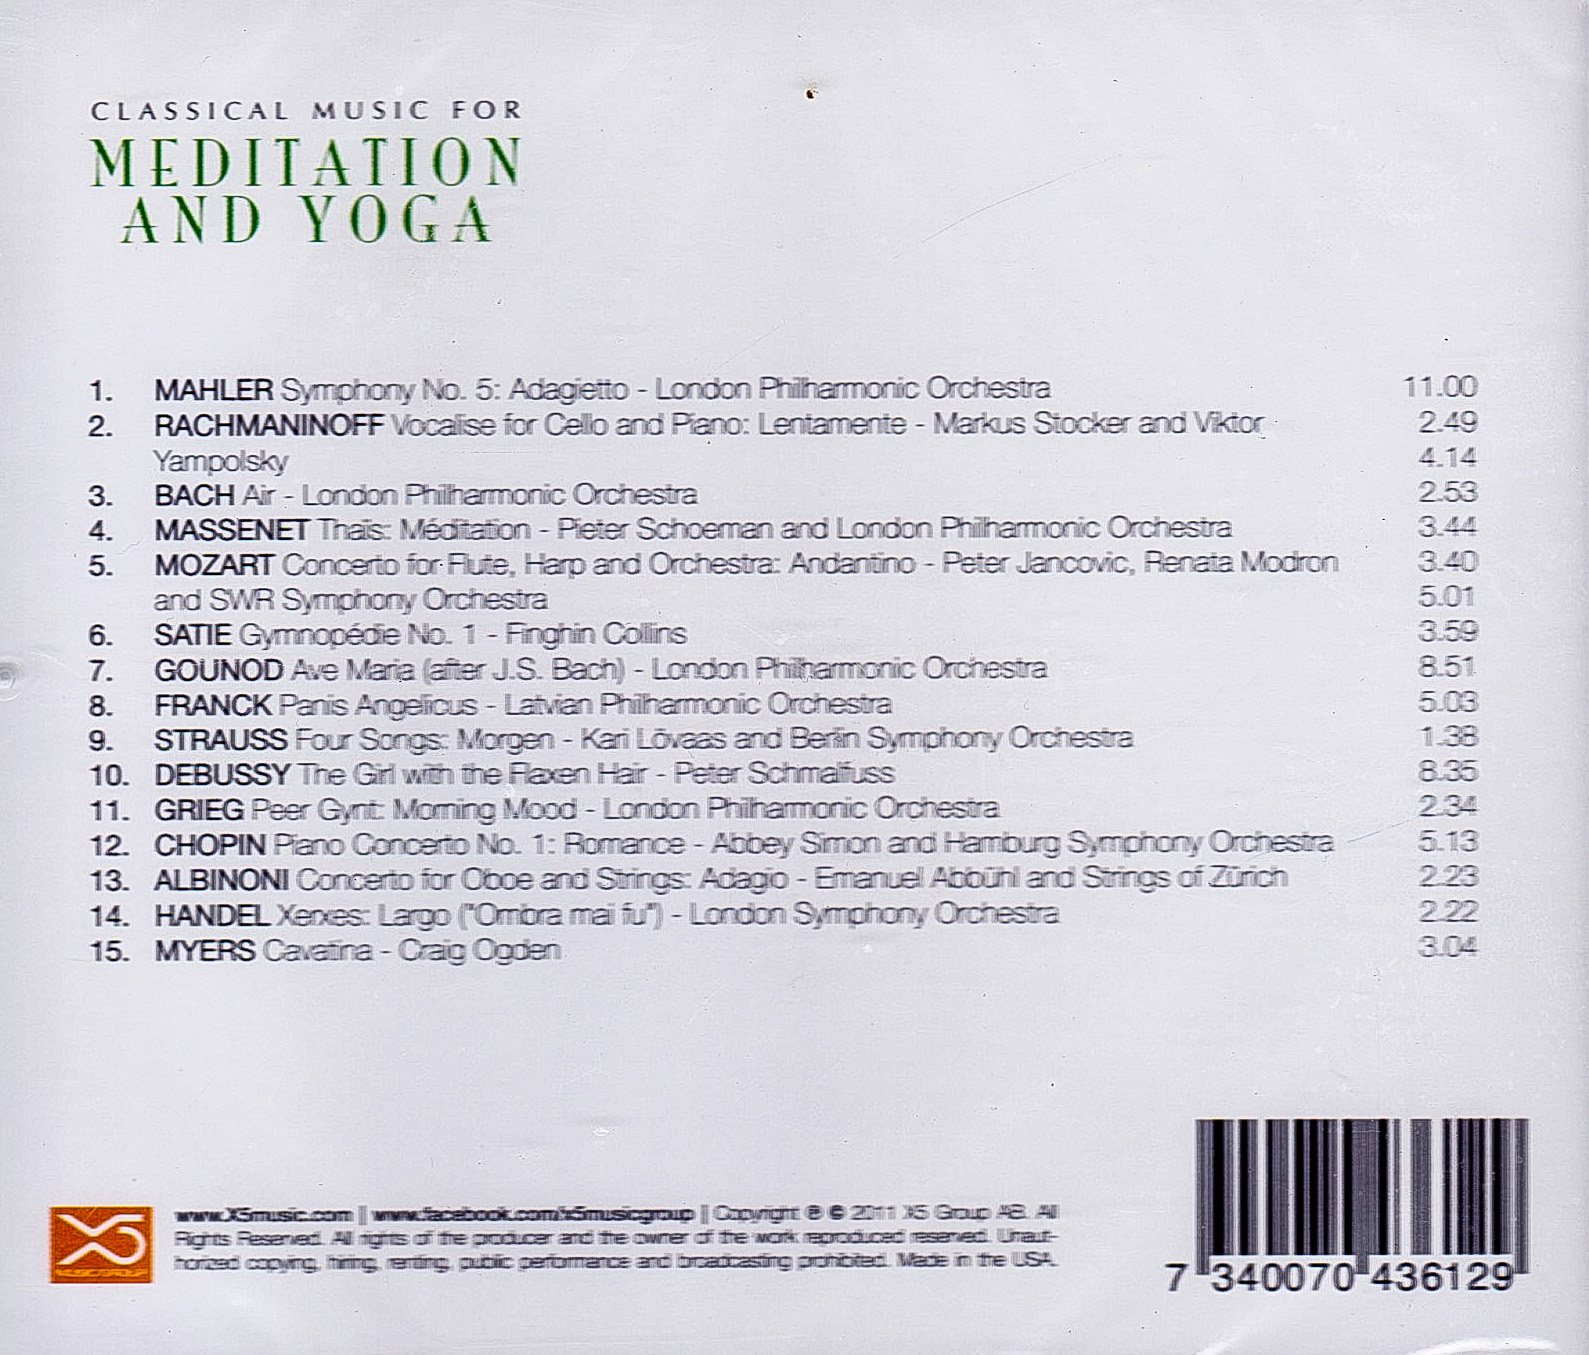 CLASSICAL MUSIC FOR
MEDITATION
AND YOGA
1. MAHLER Symphony No. 5: Adagietto - London Philharmonic Orchestra 11.00
2. RACHMANINOFF Vocalise for Cello and Piano: Lentamente - Markus Stocker and Viktor 2.49
Yampolsky 4.14
3. BACH Air - London Philharmonic Orchestra 2.53
4. MASSENET Thaïs: Méditation - Pieter Schoeman and London Philharmonic Orchestra 3.44
5. MOZART Concerto for Flute, Harp and Orchestra: Andantino - Peter Jancovic, Renata Modron 3.40
and SWR Symphony Orchestra 5.01
6. SATIE Gymnopédie No. 1 - Finghin Collins 3.59
7. GOUNOD Ave Maria (after J.S. Bach) - London Philharmonic Orchestra 8.51
8. FRANCK Panis Angelicus - Latvian Philharmonic Orchestra 5.03
9. STRAUSS Four Songs: Morgen - Kari Lövaas and Berlin Symphony Orchestra 1.38
10. DEBUSSY The Girl with the Flaxen Hair - Peter Schmalfuss 8.35
11. GRIEG Peer Gynt: Morning Mood - London Philharmonic Orchestra 2.34
12. CHOPIN Piano Concerto No. 1: Romance - Abbey Simon and Hamburg Symphony Orchestra 5.13
13. ALBINONI Concerto for Oboe and Strings: Adagio - Emanuel Abbühl and Strings of Zürich 2.23
14. HANDEL Xerxes: Largo ("Ombra mai fu") - London Symphony Orchestra 2.22
15. MYERS Cavatina - Craig Ogden 3.04
X5
www.X5music.com || www.facebook.com/x5musicgroup || Copyright ℗ © 2011 X5 Group AB. All
Rights Reserved. All rights of the producer and the owner of the work reproduced reserved. Unaut-
horized copying, hiring, renting, public performance and broadcasting prohibited. Made in the USA.
7 340070 436129